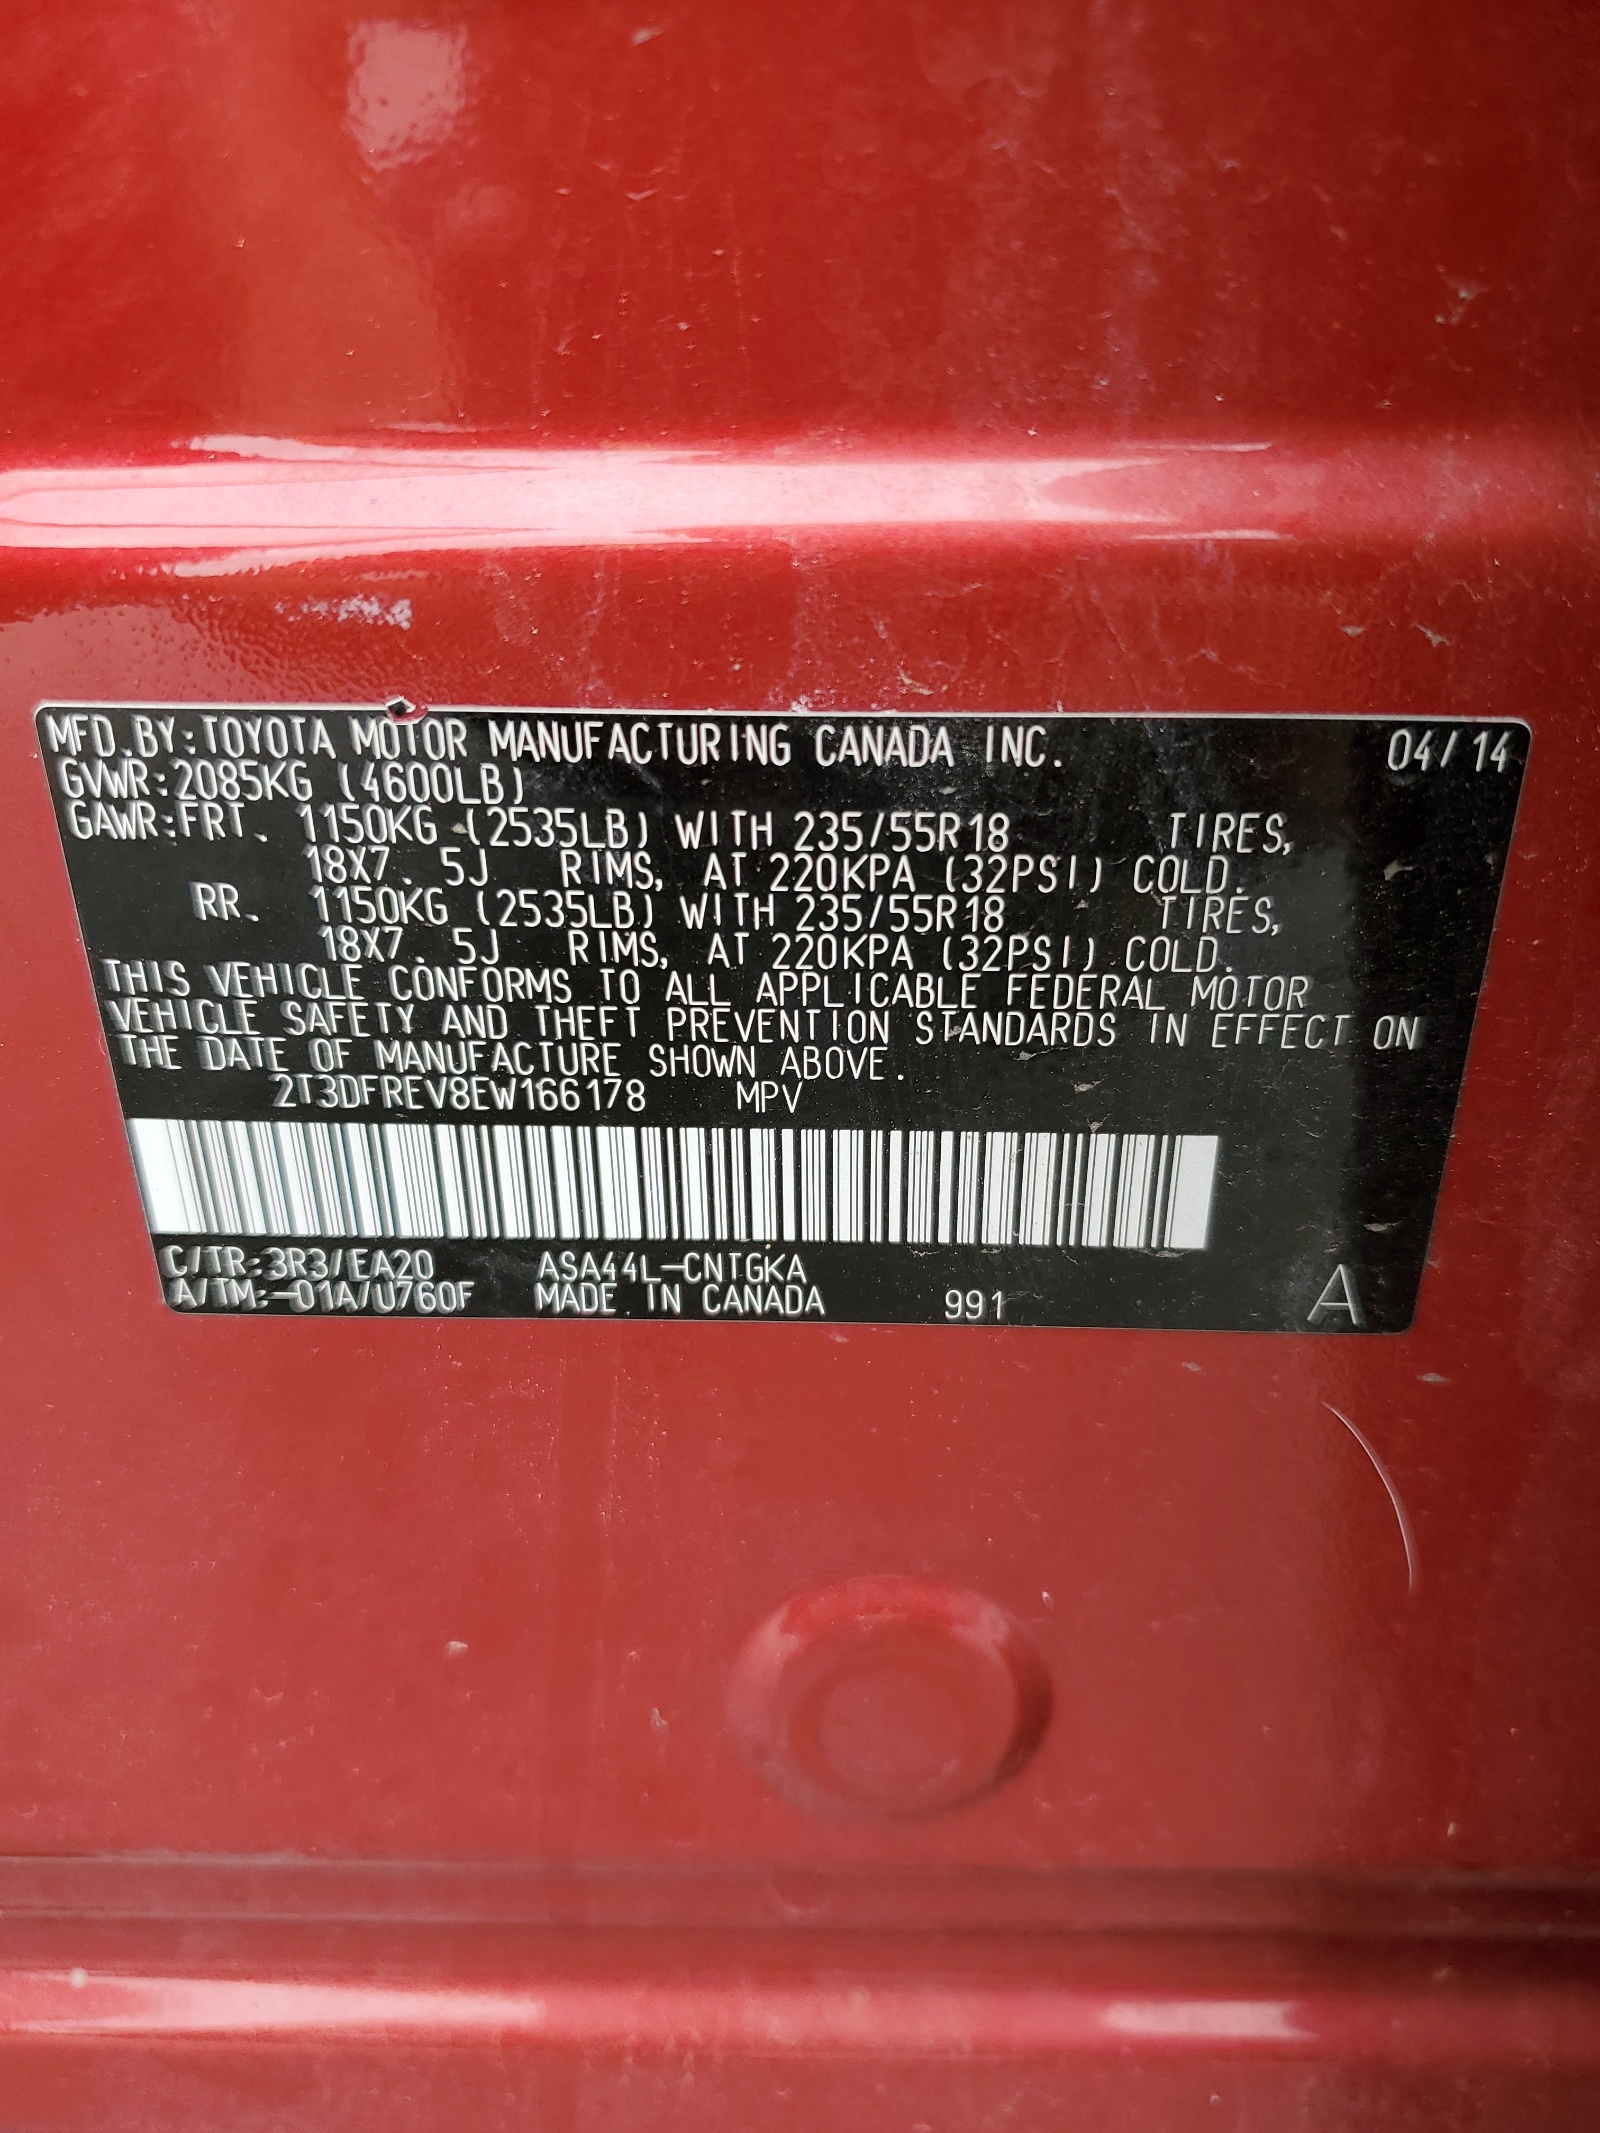 MFD.BY:TOYOTA MOTOR MANUFACTURING CANADA INC. 04/14
GVWR:2085KG (4600LB)
GAWR:FRT. 1150KG (2535LB) WITH 235/55R18 TIRES,
18X7.5J RIMS, AT 220KPA (32PSI) COLD.
RR. 1150KG (2535LB) WITH 235/55R18 TIRES,
18X7.5J RIMS, AT 220KPA (32PSI) COLD.
THIS VEHICLE CONFORMS TO ALL APPLICABLE FEDERAL MOTOR
VEHICLE SAFETY AND THEFT PREVENTION STANDARDS IN EFFECT ON
THE DATE OF MANUFACTURE SHOWN ABOVE.
2T3DFREV8EW166178 MPV
C/TR:3R3/EA20 ASA44L-CNTGKA
A/TM:-01A/U760F MADE IN CANADA 991 A